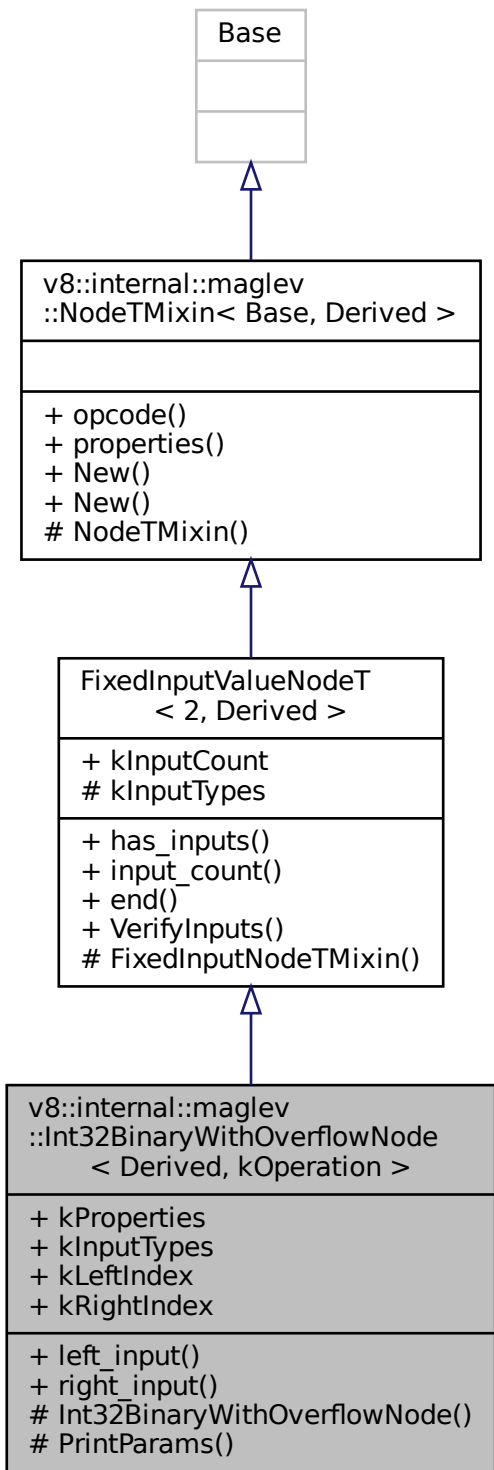 Base
v8::internal::maglev
::NodeTMixin< Base, Derived >
+ opcode()
+ properties()
+ New()
+ New()
# NodeTMixin()
FixedInputValueNodeT
< 2, Derived >
+ kInputCount
# kInputTypes
+ has_inputs()
+ input_count()
+ end()
+ VerifyInputs()
# FixedInputNodeTMixin()
v8::internal::maglev
::Int32BinaryWithOverflowNode
< Derived, kOperation >
+ kProperties
+ kInputTypes
+ kLeftIndex
+ kRightIndex
+ left_input()
+ right_input()
# Int32BinaryWithOverflowNode()
# PrintParams()